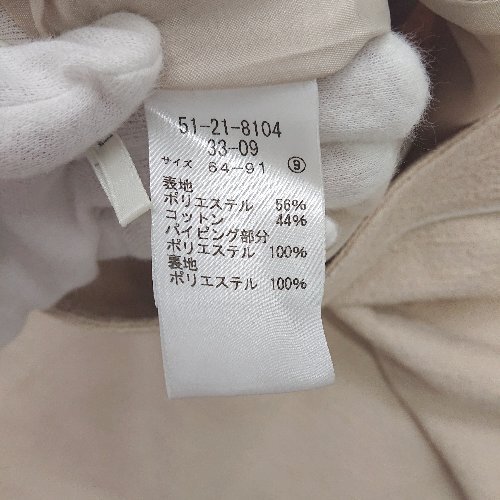 51-21-8104
33-09
サイズ 64-91 ⑨
表地
ポリエステル 56%
コットン 44%
パイピング部分
ポリエステル 100%
裏地
ポリエステル 100%